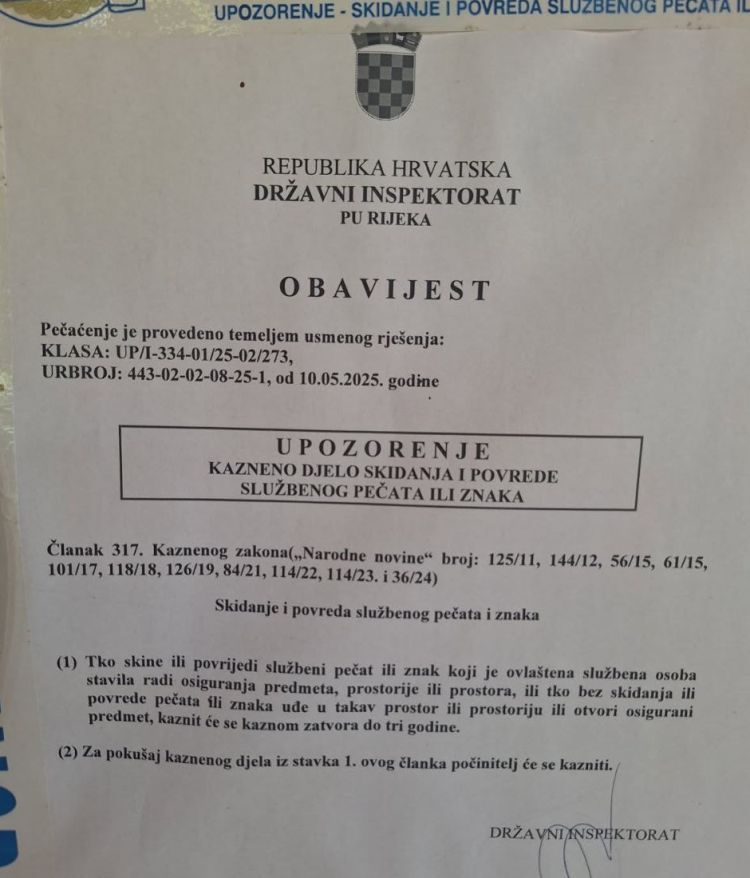 UPOZORENJE - SKIDANJE I POVREDA SLUŽBENOG PEČATA IL
REPUBLIKA HRVATSKA
DRŽAVNI INSPEKTORAT
PU RIJEKA
OBAVIJEST
Pečaćenje je provedeno temeljem usmenog rješenja:
KLASA: UP/I-334-01/25-02/273,
URBROJ: 443-02-02-08-25-1, od 10.05.2025. godine
UPOZORENJE
KAZNENO DJELO SKIDANJA I POVREDE
SLUŽBENOG PEČATA ILI ZNAKA
Članak 317. Kaznenog zakona(„Narodne novine“ broj: 125/11, 144/12, 56/15, 61/15,
101/17, 118/18, 126/19, 84/21, 114/22, 114/23. i 36/24)
Skidanje i povreda službenog pečata i znaka
(1) Tko skine ili povrijedi službeni pečat ili znak koji je ovlaštena službena osoba
stavila radi osiguranja predmeta, prostorije ili prostora, ili tko bez skidanja ili
povrede pečata ili znaka uđe u takav prostor ili prostoriju ili otvori osigurani
predmet, kaznit će se kaznom zatvora do tri godine.
(2) Za pokušaj kaznenog djela iz stavka 1. ovog članka počinitelj će se kazniti.
DRŽAVNI INSPEKTORAT